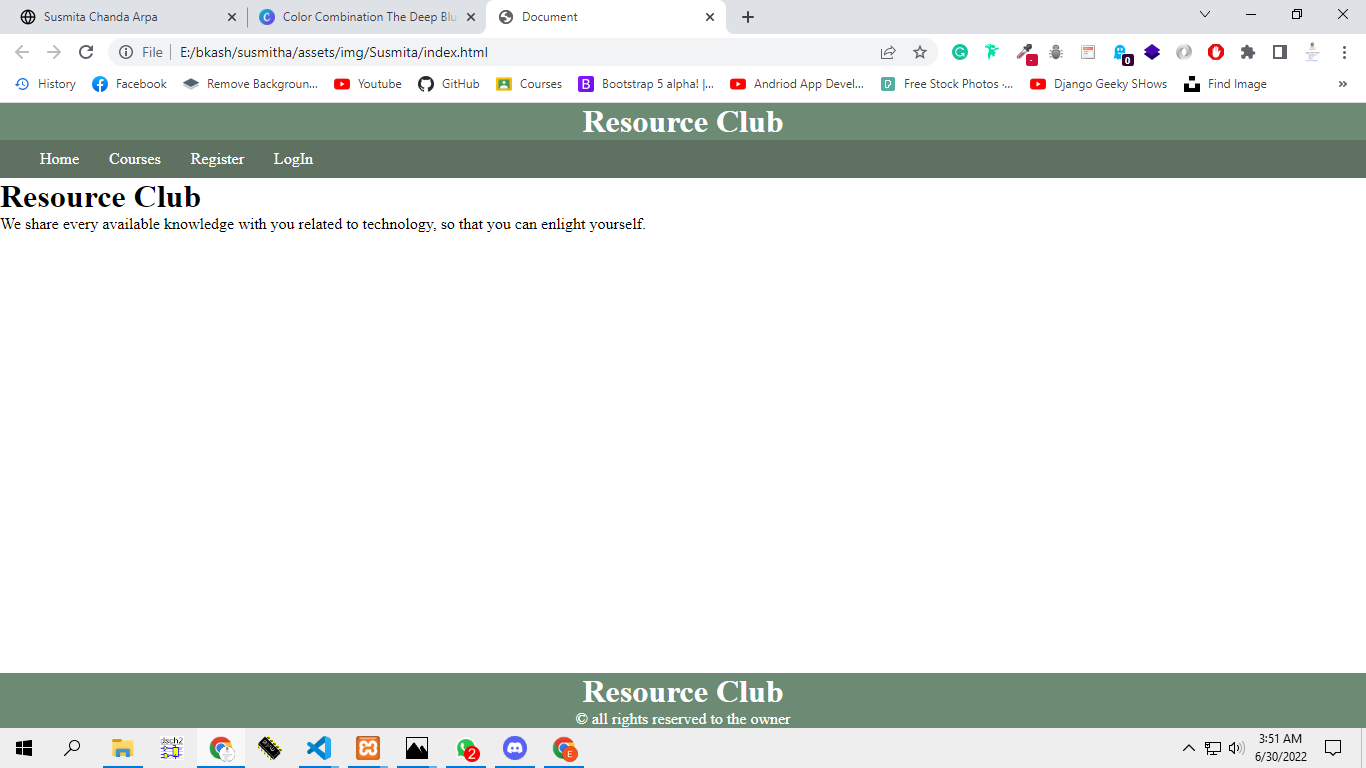 Susmita Chanda Arpa
Color Combination The Deep Blu
Document
File E:/bkash/susmitha/assets/img/Susmita/index.html
0
History Facebook Remove Backgroun... Youtube GitHub Courses Bootstrap 5 alpha! |... Andriod App Devel... Free Stock Photos ·... Django Geeky SHows Find Image »
Resource Club
Home Courses Register LogIn
Resource Club
We share every available knowledge with you related to technology, so that you can enlight yourself.
Resource Club
© all rights reserved to the owner
dsch2
2
E
3:51 AM
6/30/2022